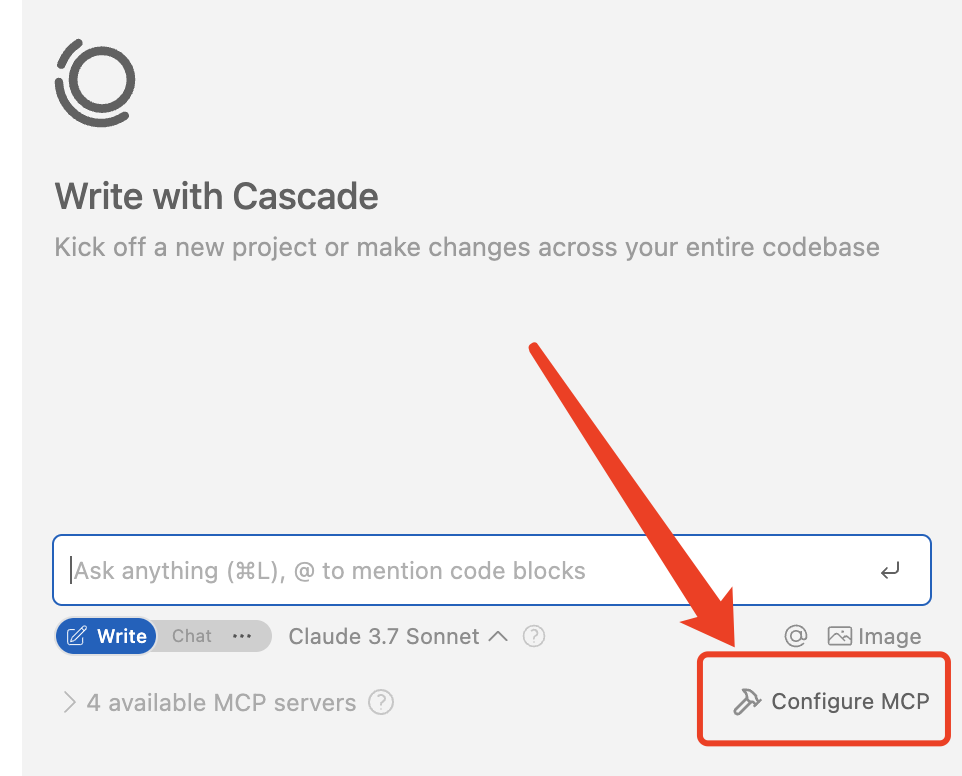 Write with Cascade
Kick off a new project or make changes across your entire codebase
Ask anything (⌘L), @ to mention code blocks
Write Chat ••• Claude 3.7 Sonnet ? @ Image
4 available MCP servers ? Configure MCP